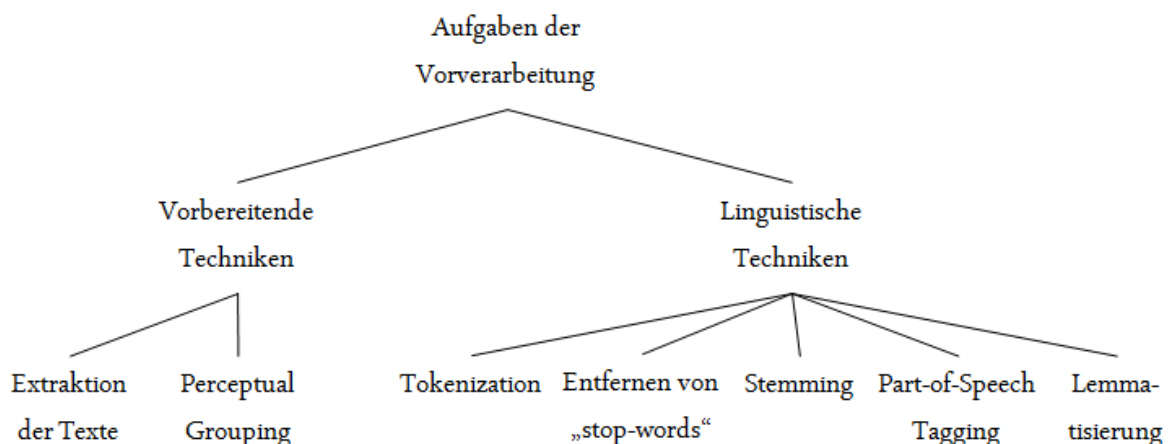 Aufgaben der
Vorverarbeitung
Vorbereitende
Techniken
Linguistische
Techniken
Extraktion
der Texte
Perceptual
Grouping
Tokenization
Entfernen von
„stop-words“
Stemming
Part-of-Speech
Tagging
Lemma-
tisierung